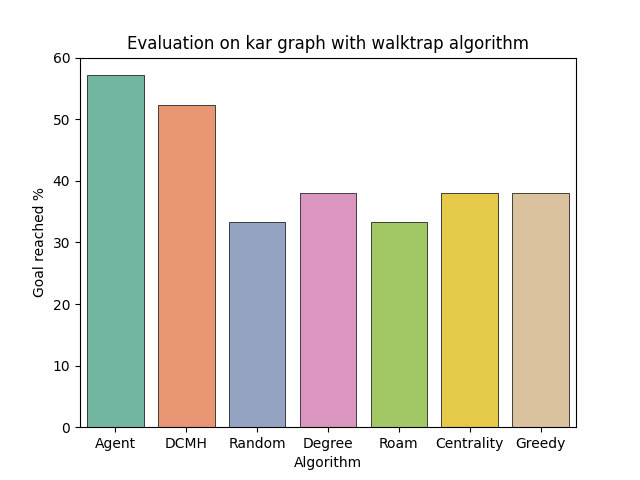 Evaluation on kar graph with walktrap algorithm
Goal reached %
60
50
40
30
20
10
0
Agent DCMH Random Degree Roam Centrality Greedy
Algorithm